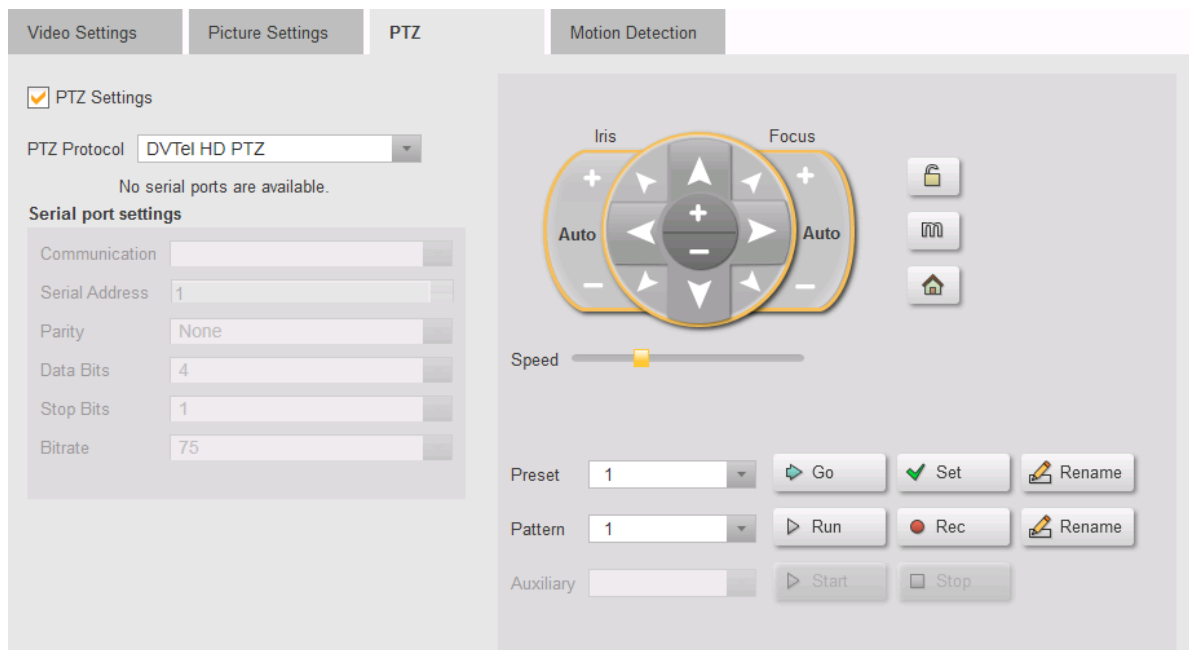 Video Settings Picture Settings PTZ Motion Detection
PTZ Settings
PTZ Protocol DVTel HD PTZ
No serial ports are available.
Serial port settings
Communication
Serial Address 1
Parity None
Data Bits 4
Stop Bits 1
Bitrate 75
Iris Focus
Auto Auto
Speed
Preset 1 Go Set Rename
Pattern 1 Run Rec Rename
Auxiliary Start Stop